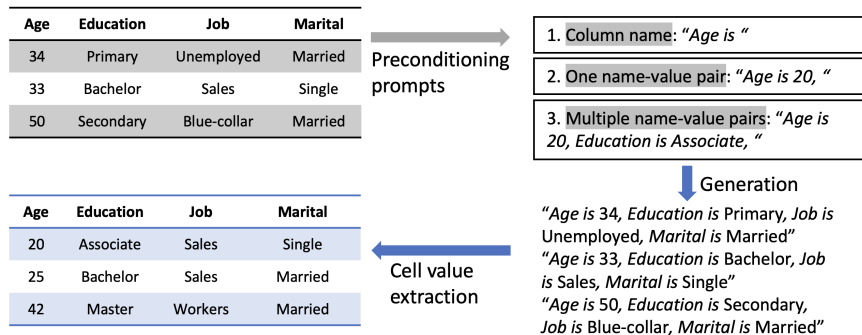 Age Education Job Marital
34 Primary Unemployed Married
33 Bachelor Sales Single
50 Secondary Blue-collar Married
Preconditioning
prompts
1. Column name: “Age is “
2. One name-value pair: “Age is 20, “
3. Multiple name-value pairs: “Age is
20, Education is Associate, “
Generation
“Age is 34, Education is Primary, Job is
Unemployed, Marital is Married”
“Age is 33, Education is Bachelor, Job
is Sales, Marital is Single”
“Age is 50, Education is Secondary,
Job is Blue-collar, Marital is Married”
Cell value
extraction
Age Education Job Marital
20 Associate Sales Single
25 Bachelor Sales Married
42 Master Workers Married